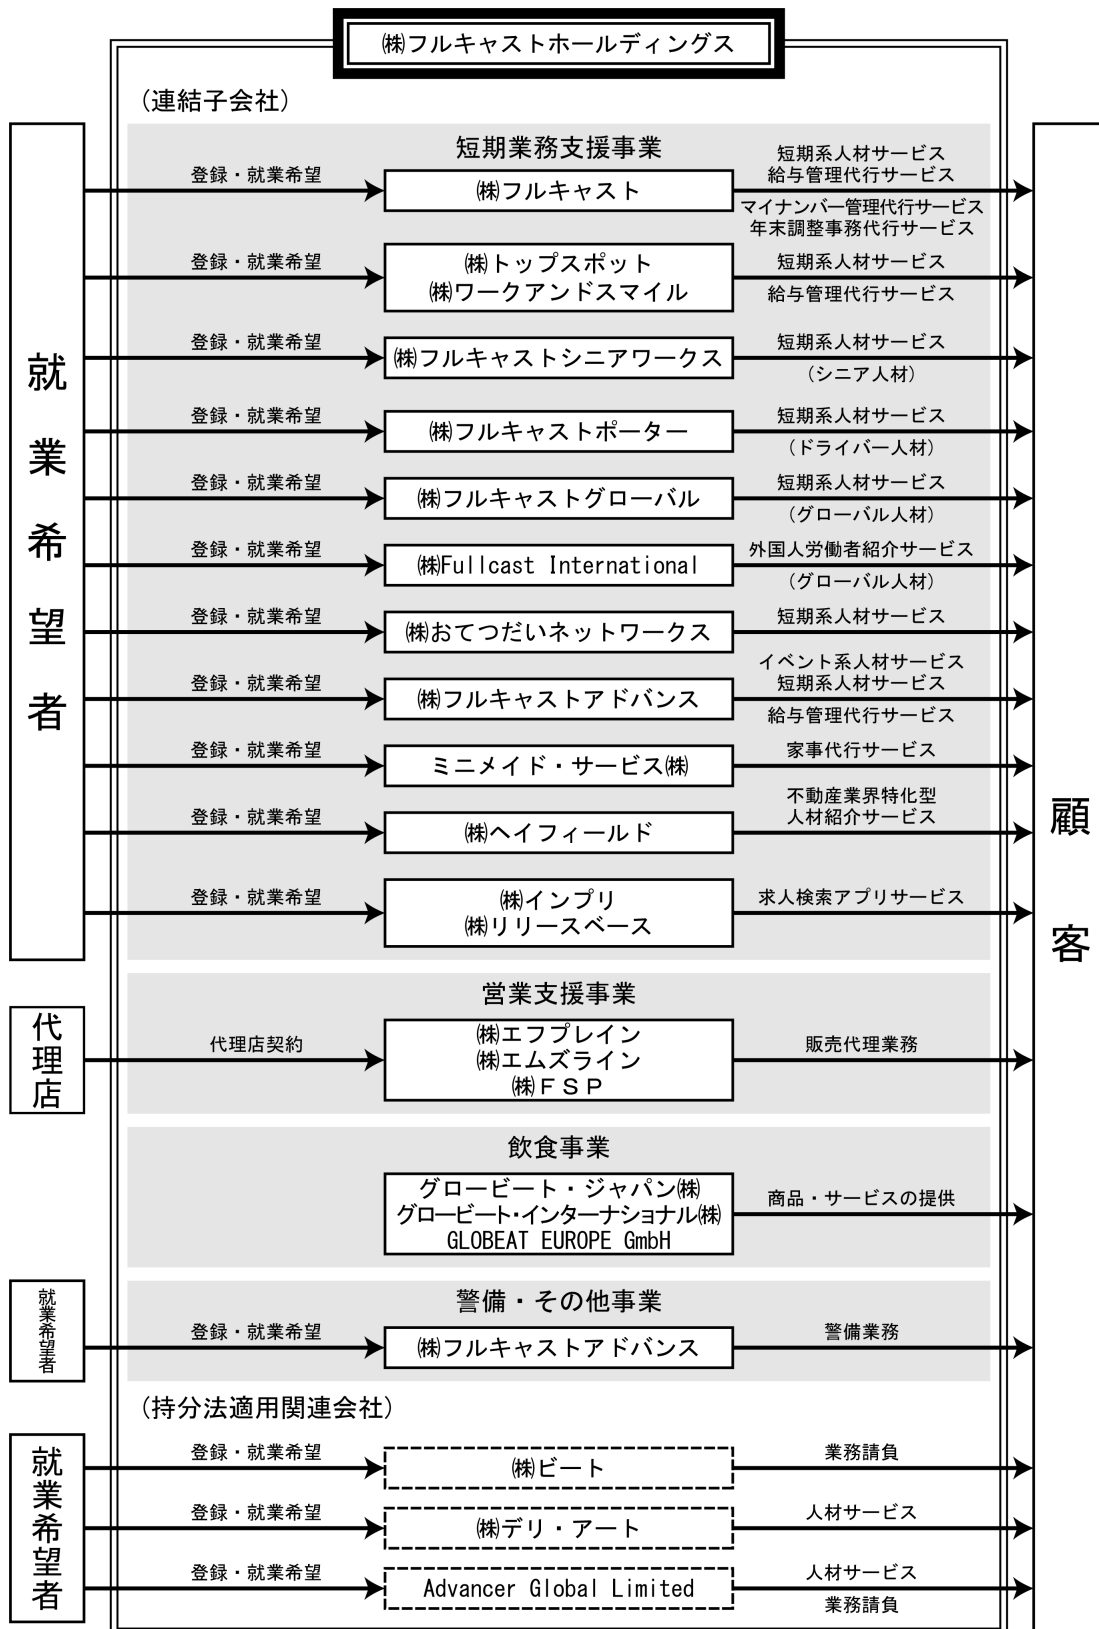 ㈱フルキャストホールディングス
（連結子会社）
就業希望者
顧客
短期業務支援事業
登録・就業希望
㈱フルキャスト
短期系人材サービス
給与管理代行サービス
マイナンバー管理代行サービス
年末調整事務代行サービス
登録・就業希望
㈱トップスポット
㈱ワークアンドスマイル
短期系人材サービス
給与管理代行サービス
登録・就業希望
㈱フルキャストシニアワークス
短期系人材サービス
（シニア人材）
登録・就業希望
㈱フルキャストポーター
短期系人材サービス
（ドライバー人材）
登録・就業希望
㈱フルキャストグローバル
短期系人材サービス
（グローバル人材）
登録・就業希望
㈱Fullcast International
外国人労働者紹介サービス
（グローバル人材）
登録・就業希望
㈱おてつだいネットワークス
短期系人材サービス
登録・就業希望
㈱フルキャストアドバンス
イベント系人材サービス
短期系人材サービス
給与管理代行サービス
登録・就業希望
ミニメイド・サービス㈱
家事代行サービス
登録・就業希望
㈱ヘイフィールド
不動産業界特化型
人材紹介サービス
登録・就業希望
㈱インプリ
㈱リリースベース
求人検索アプリサービス
営業支援事業
代理店
代理店契約
㈱エフプレイン
㈱エムズライン
㈱ＦＳＰ
販売代理業務
飲食事業
グロービート・ジャパン㈱
グロービート・インターナショナル㈱
GLOBEAT EUROPE GmbH
商品・サービスの提供
警備・その他事業
就業希望者
登録・就業希望
㈱フルキャストアドバンス
警備業務
（持分法適用関連会社）
就業希望者
登録・就業希望
㈱ビート
業務請負
登録・就業希望
㈱デリ・アート
人材サービス
登録・就業希望
Advancer Global Limited
人材サービス
業務請負